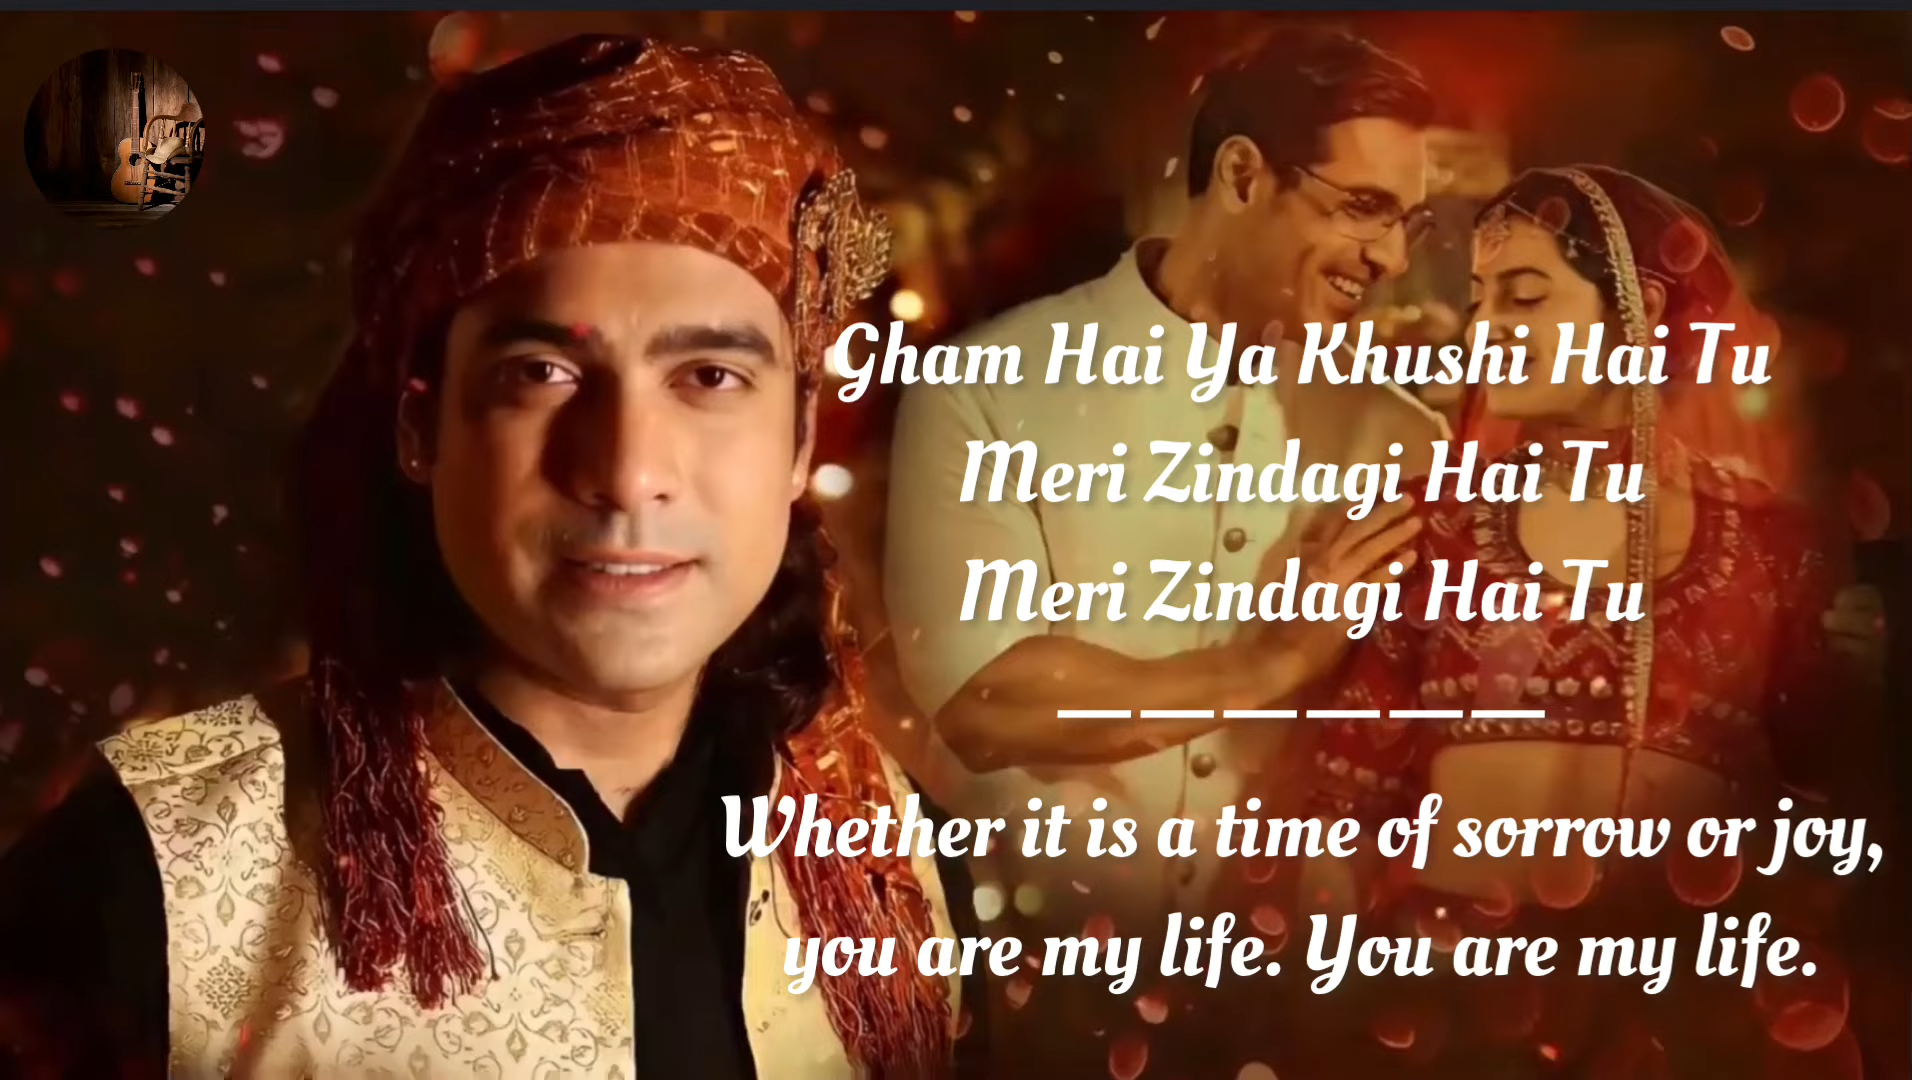 Gham Hai Ya Khushi Hai Tu
Meri Zindagi Hai Tu
Meri Zindagi Hai Tu
——————
Whether it is a time of sorrow or joy,
you are my life. You are my life.